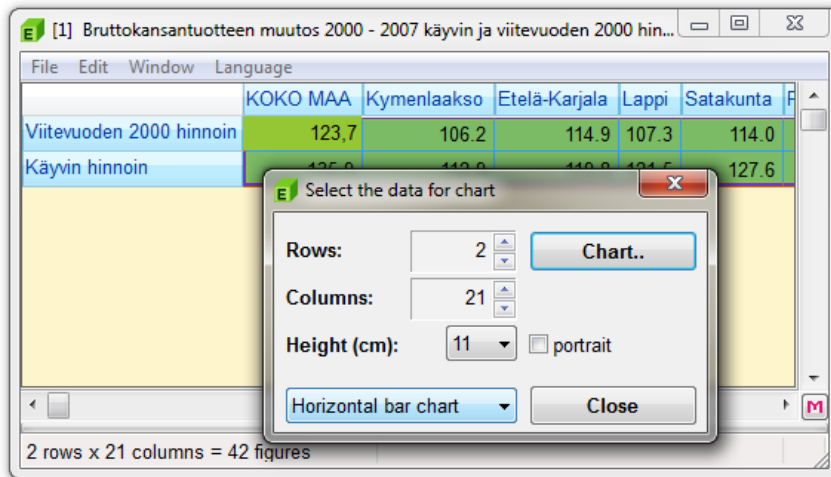 [1] Bruttokansantuotteen muutos 2000 - 2007 käyvin ja viitevuoden 2000 hin...
File Edit Window Language
KOKO MAA Kymenlaakso Etelä-Karjala Lappi Satakunta
Viitevuoden 2000 hinnoin 123,7 106.2 114.9 107.3 114.0
Käyvin hinnoin 127.6
Select the data for chart
Rows: 2 Chart..
Columns: 21
Height (cm): 11 portrait
Horizontal bar chart Close
M
2 rows x 21 columns = 42 figures